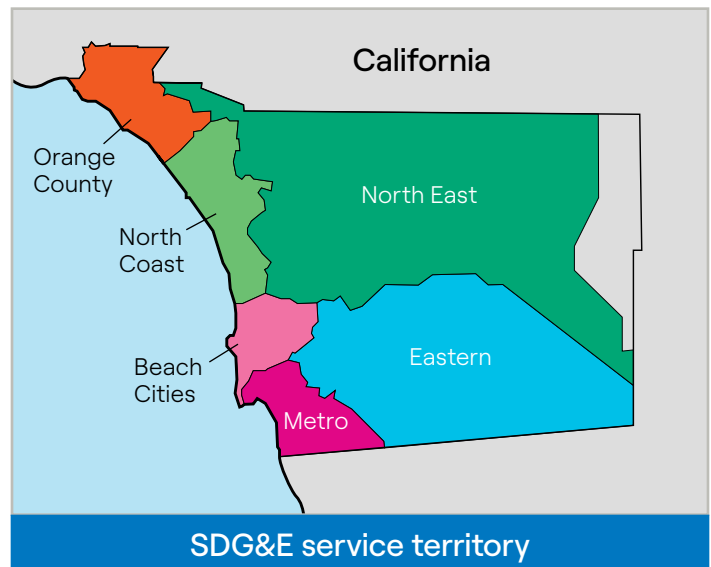 California
Orange
County
North East
North
Coast
Beach
Cities
Eastern
Metro
SDG&E service territory